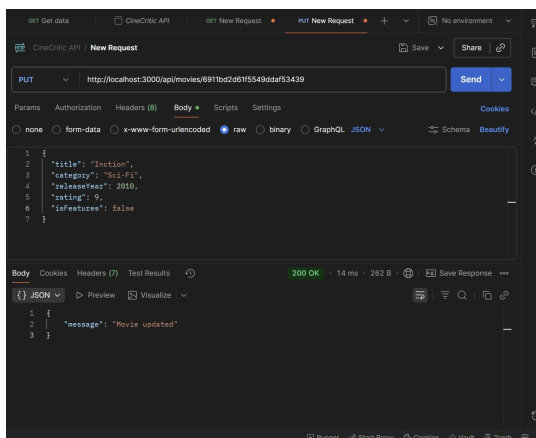 GET Get data CineCritic API GET New Request PUT New Request No environment
CineCritic API / New Request Save Share
PUT http://localhost:3000/api/movies/6911bd2d61f5549ddaf53439 Send
Params Authorization Headers (8) Body Scripts Settings Cookies
none form-data x-www-form-urlencoded raw binary GraphQL JSON Schema Beautify
1 {
2 "title": "Inction",
3 "category": "Sci-Fi",
4 "releaseYear": 2010,
5 "rating": 9,
6 "isFeatures": false
7 }
Body Cookies Headers (7) Test Results 200 OK 14 ms 262 B Save Response
{} JSON Preview Visualize
1 {
2 "message": "Movie updated"
3 }
Runner Start Proxy Cookies Vault Trash